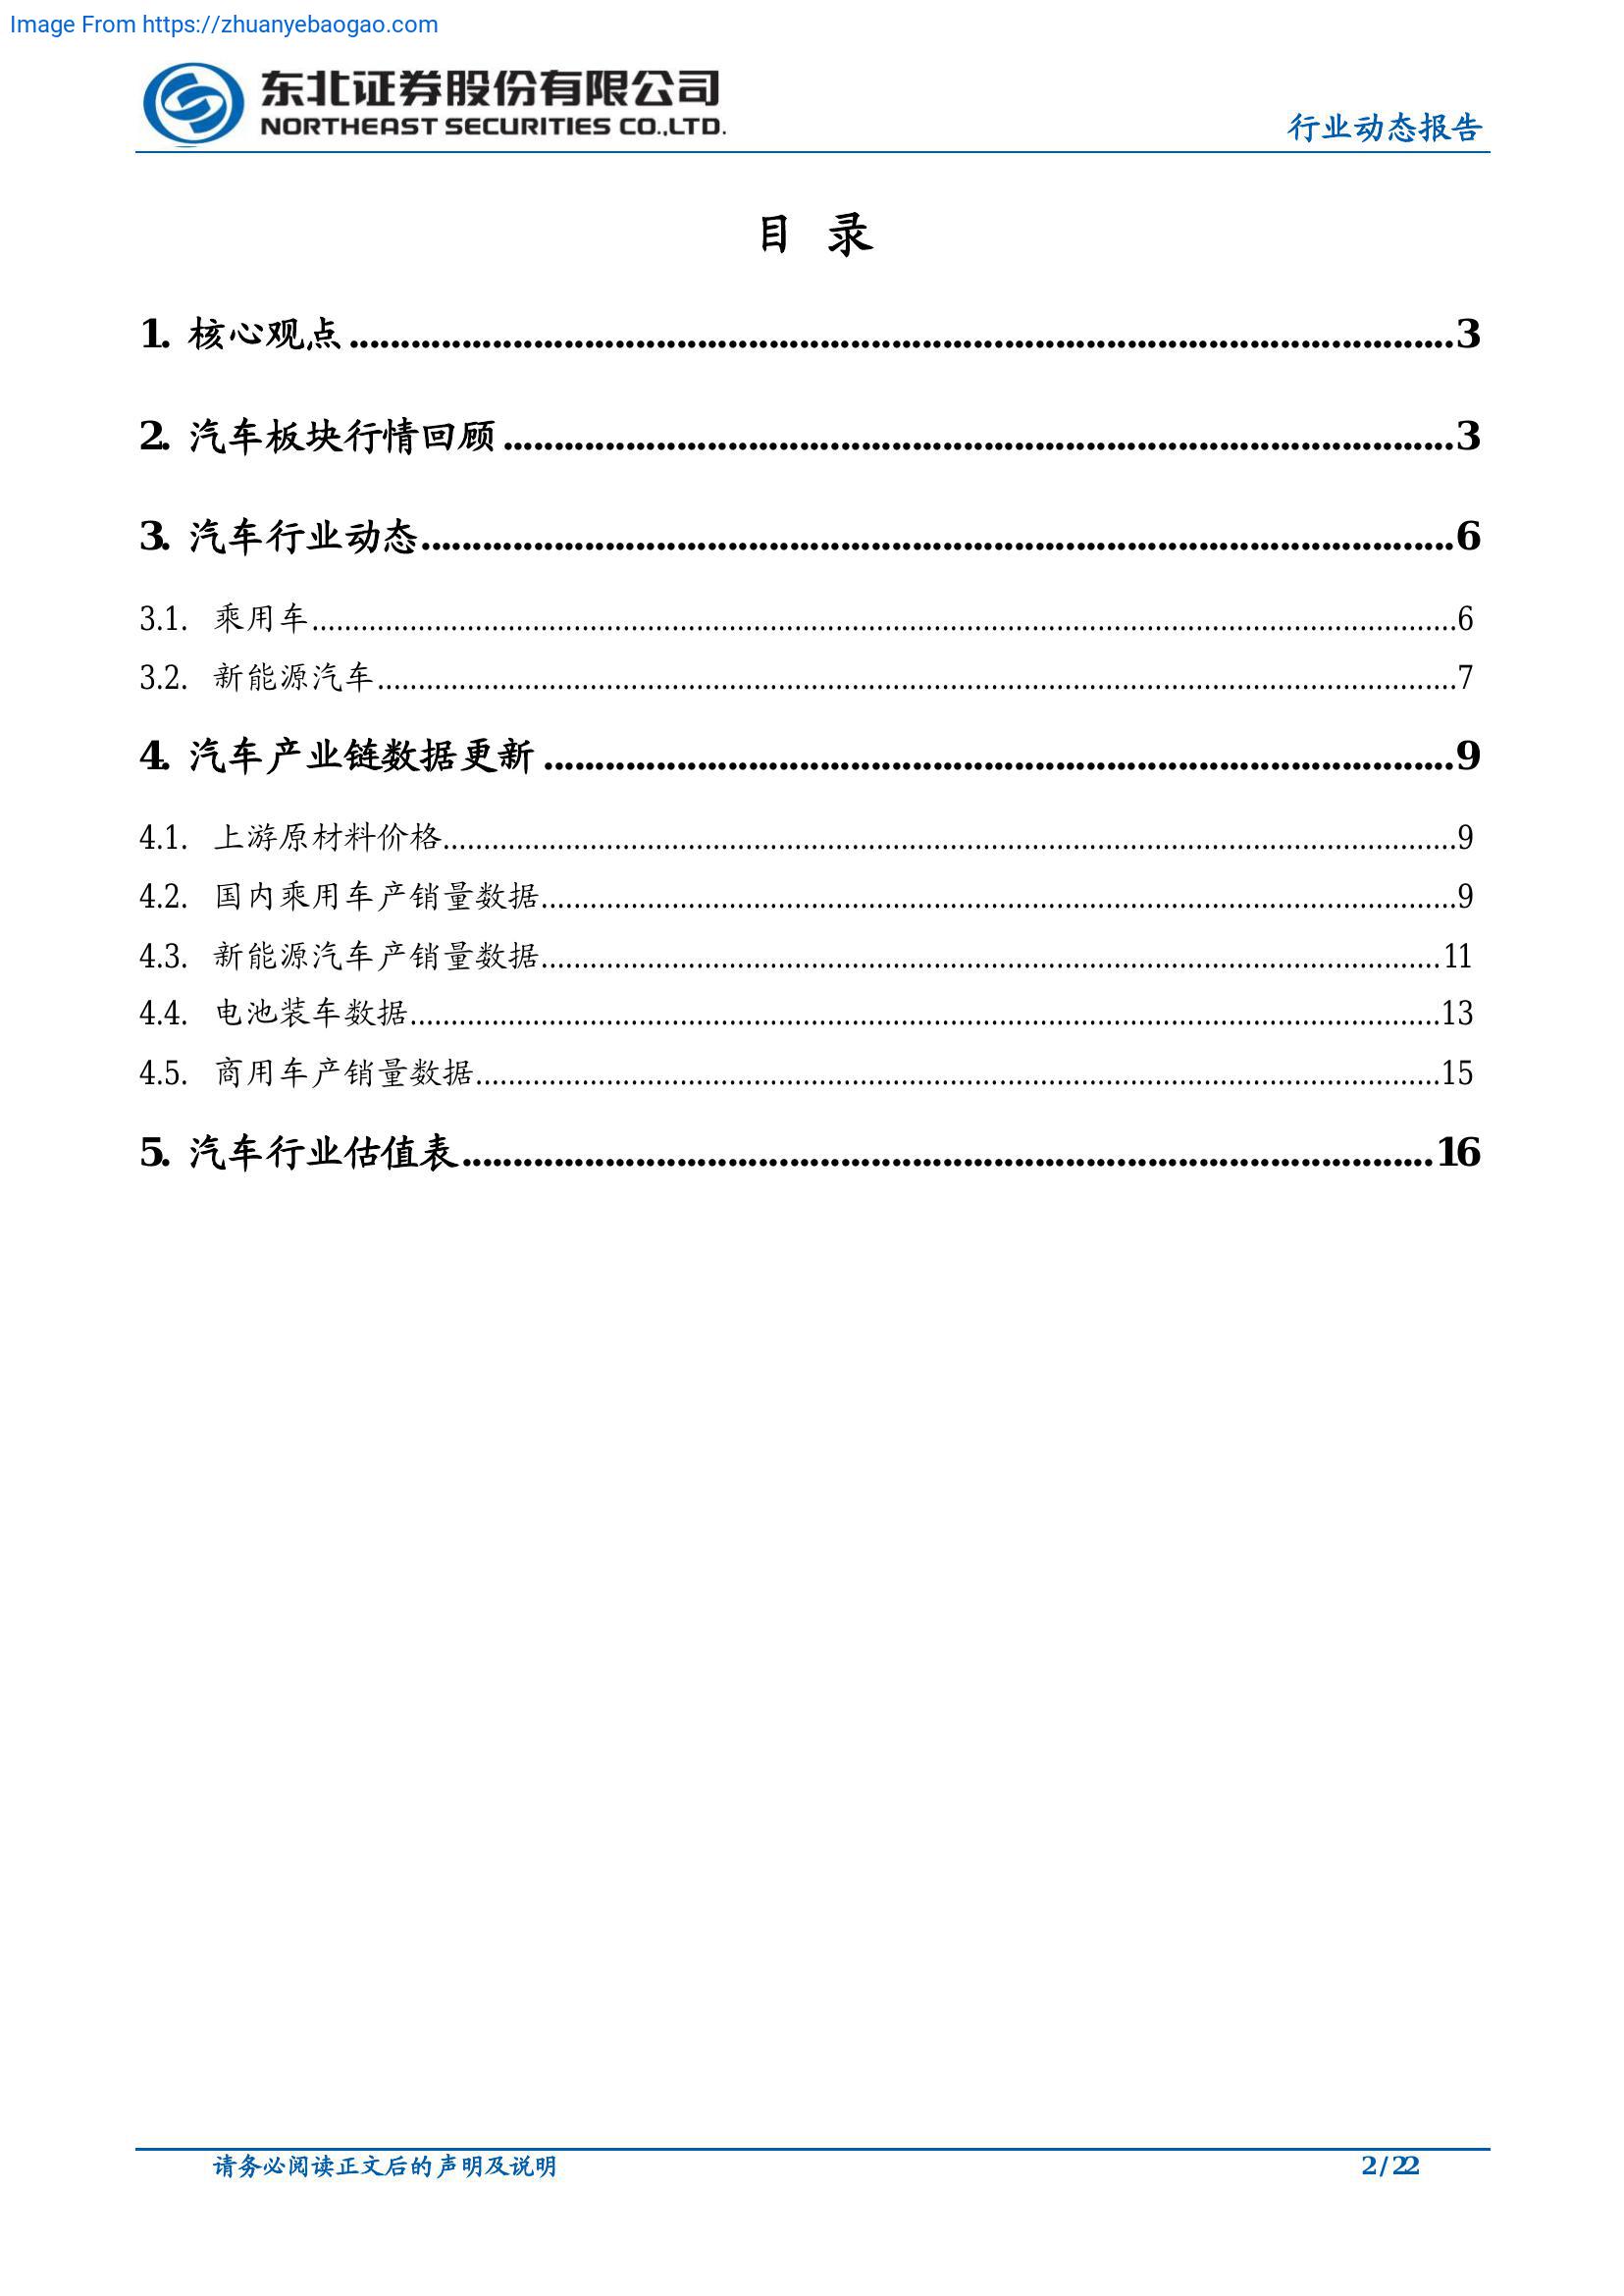 Image From https://zhuanyebaogao.com
东北证券股份有限公司
NORTHEAST SECURITIES CO.,LTD.
行业动态报告
目 录
1. 核心观点........................................3
2. 汽车板块行情回顾........................................3
3. 汽车行业动态........................................6
3.1. 乘用车........................................6
3.2. 新能源汽车........................................7
4. 汽车产业链数据更新........................................9
4.1. 上游原材料价格........................................9
4.2. 国内乘用车产销量数据........................................9
4.3. 新能源汽车产销量数据........................................11
4.4. 电池装车数据........................................13
4.5. 商用车产销量数据........................................15
5. 汽车行业估值表........................................16
请务必阅读正文后的声明及说明
2 / 22